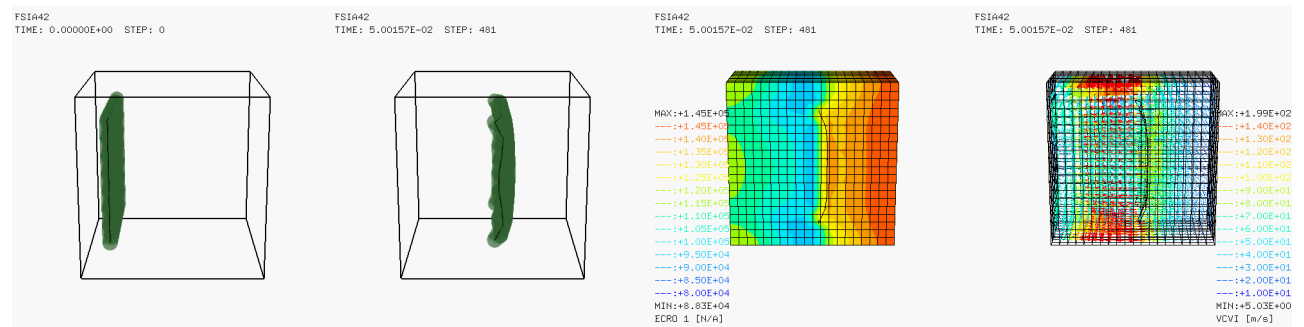 FSIA42
TIME: 0.00000E+00 STEP: 0
FSIA42
TIME: 5.00157E-02 STEP: 481
FSIA42
TIME: 5.00157E-02 STEP: 481
MAX:+1.45E+05
---:+1.45E+05
---:+1.40E+05
---:+1.35E+05
---:+1.30E+05
---:+1.25E+05
---:+1.20E+05
---:+1.15E+05
---:+1.10E+05
---:+1.05E+05
---:+1.00E+05
---:+9.50E+04
---:+9.00E+04
---:+8.50E+04
---:+8.00E+04
MIN:+8.83E+04
ECRO 1 [N/A]
FSIA42
TIME: 5.00157E-02 STEP: 481
MAX:+1.99E+02
---:+1.40E+02
---:+1.30E+02
---:+1.20E+02
---:+1.10E+02
---:+1.00E+02
---:+9.00E+01
---:+8.00E+01
---:+7.00E+01
---:+6.00E+01
---:+5.00E+01
---:+4.00E+01
---:+3.00E+01
---:+2.00E+01
---:+1.00E+01
MIN:+5.03E+00
VCVI [m/s]